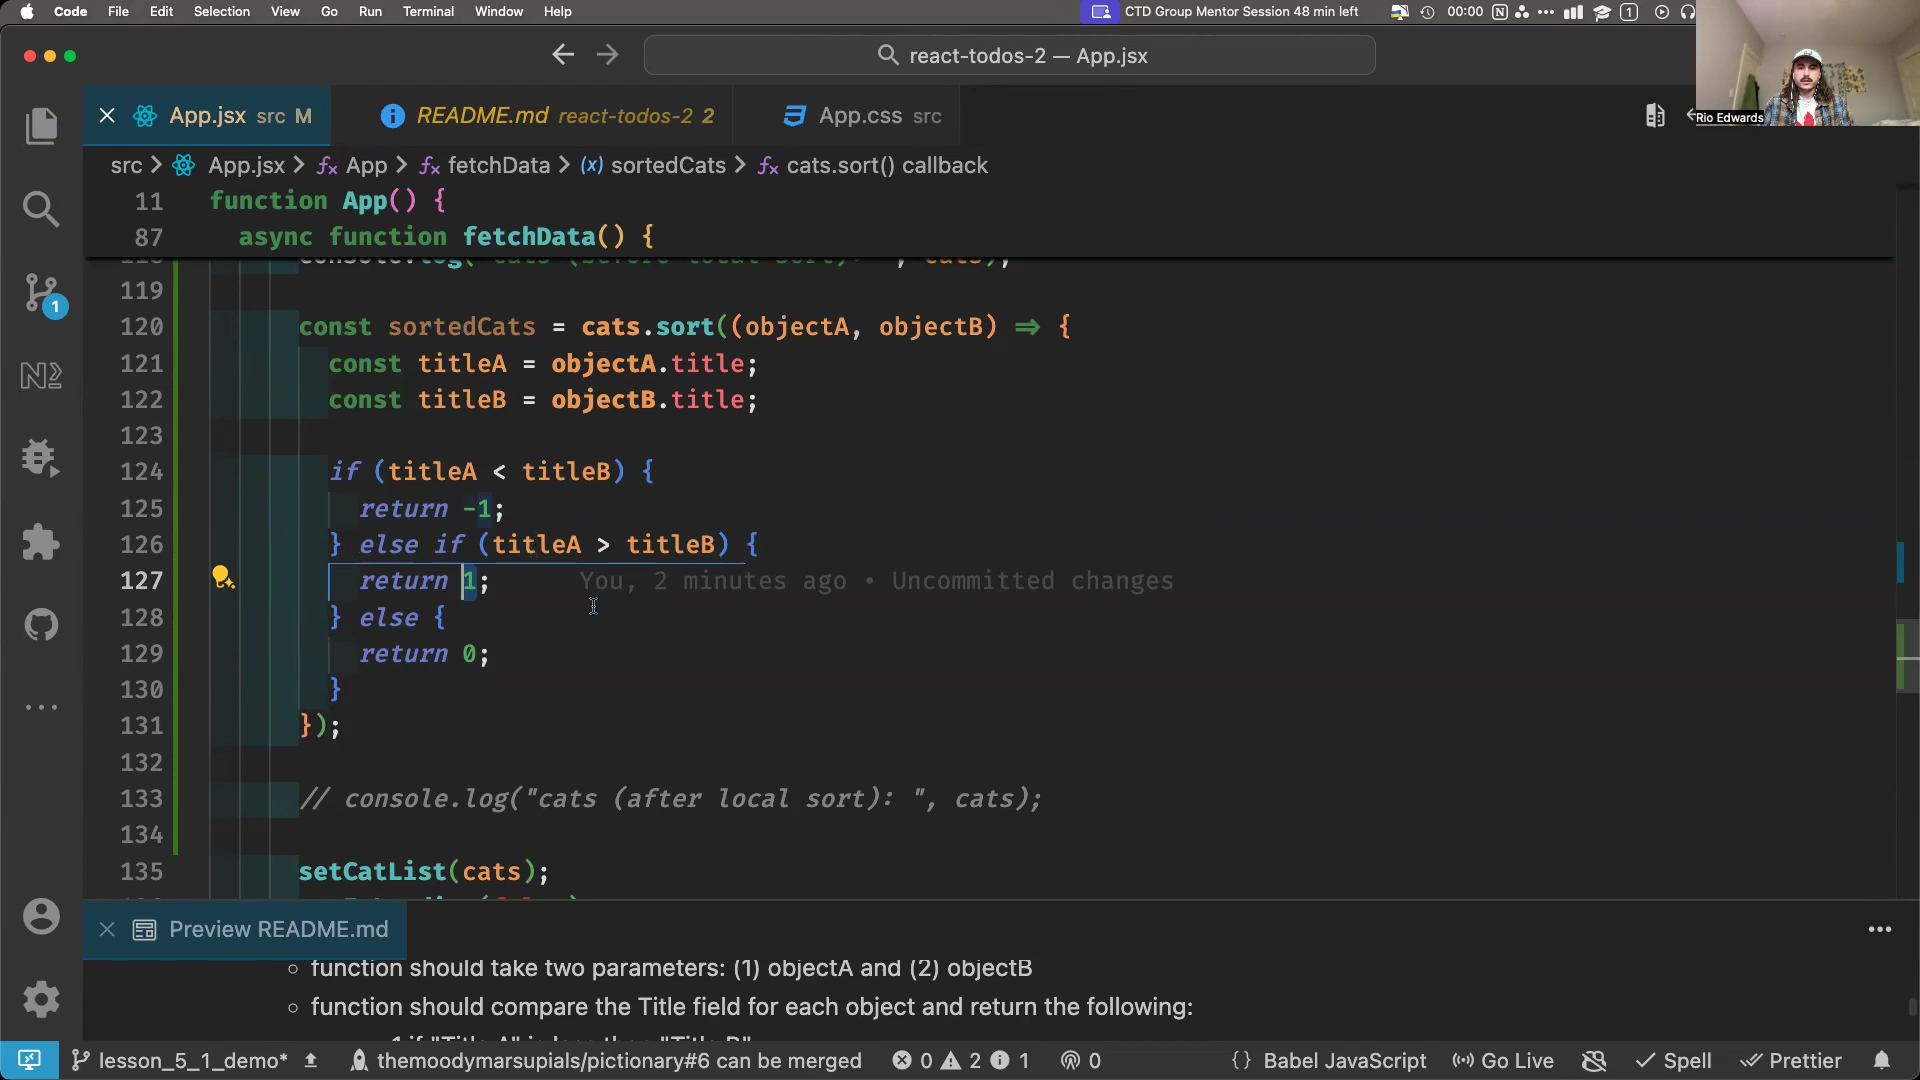 Code File Edit Selection View Go Run Terminal Window Help CTD Group Mentor Session 48 min left 00:00 1
react-todos-2 — App.jsx
App.jsx src M README.md react-todos-2 2 App.css src
Rio Edwards
src > App.jsx > App > fetchData > sortedCats > cats.sort() callback
11 function App() {
87 async function fetchData() {
119
120 const sortedCats = cats.sort((objectA, objectB) => {
121 const titleA = objectA.title;
122 const titleB = objectB.title;
123
124 if (titleA < titleB) {
125 return -1;
126 } else if (titleA > titleB) {
127 return 1; You, 2 minutes ago • Uncommitted changes
128 } else {
129 return 0;
130 }
131 });
132
133 // console.log("cats (after local sort): ", cats);
134
135 setCatList(cats);
1
Preview README.md
function should take two parameters: (1) objectA and (2) objectB
function should compare the Title field for each object and return the following:
lesson_5_1_demo* themoodymarsupials/pictionary#6 can be merged 0 2 1 0 {} Babel JavaScript Go Live Spell Prettier